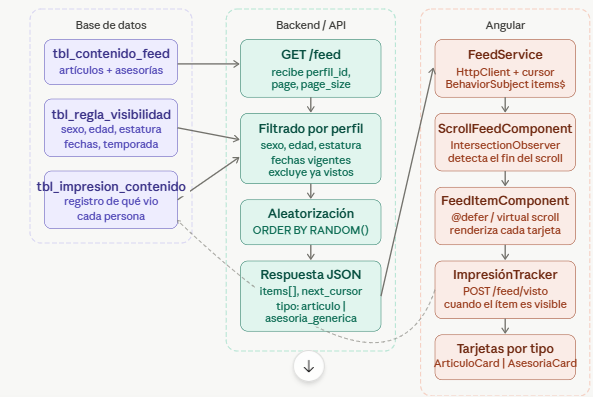 Base de datos
tbl_contenido_feed
artículos + asesorías
tbl_regla_visibilidad
sexo, edad, estatura
fechas, temporada
tbl_impresion_contenido
registro de qué vio
cada persona
Backend / API
GET /feed
recibe perfil_id,
page, page_size
Filtrado por perfil
sexo, edad, estatura
fechas vigentes
excluye ya vistos
Aleatorización
ORDER BY RANDOM()
Respuesta JSON
items[], next_cursor
tipo: articulo |
asesoria_generica
Angular
FeedService
HttpClient + cursor
BehaviorSubject items$
ScrollFeedComponent
IntersectionObserver
detecta el fin del scroll
FeedItemComponent
@defer / virtual scroll
renderiza cada tarjeta
ImpresiónTracker
POST /feed/visto
cuando el ítem es visible
Tarjetas por tipo
ArticuloCard | AsesoriaCard